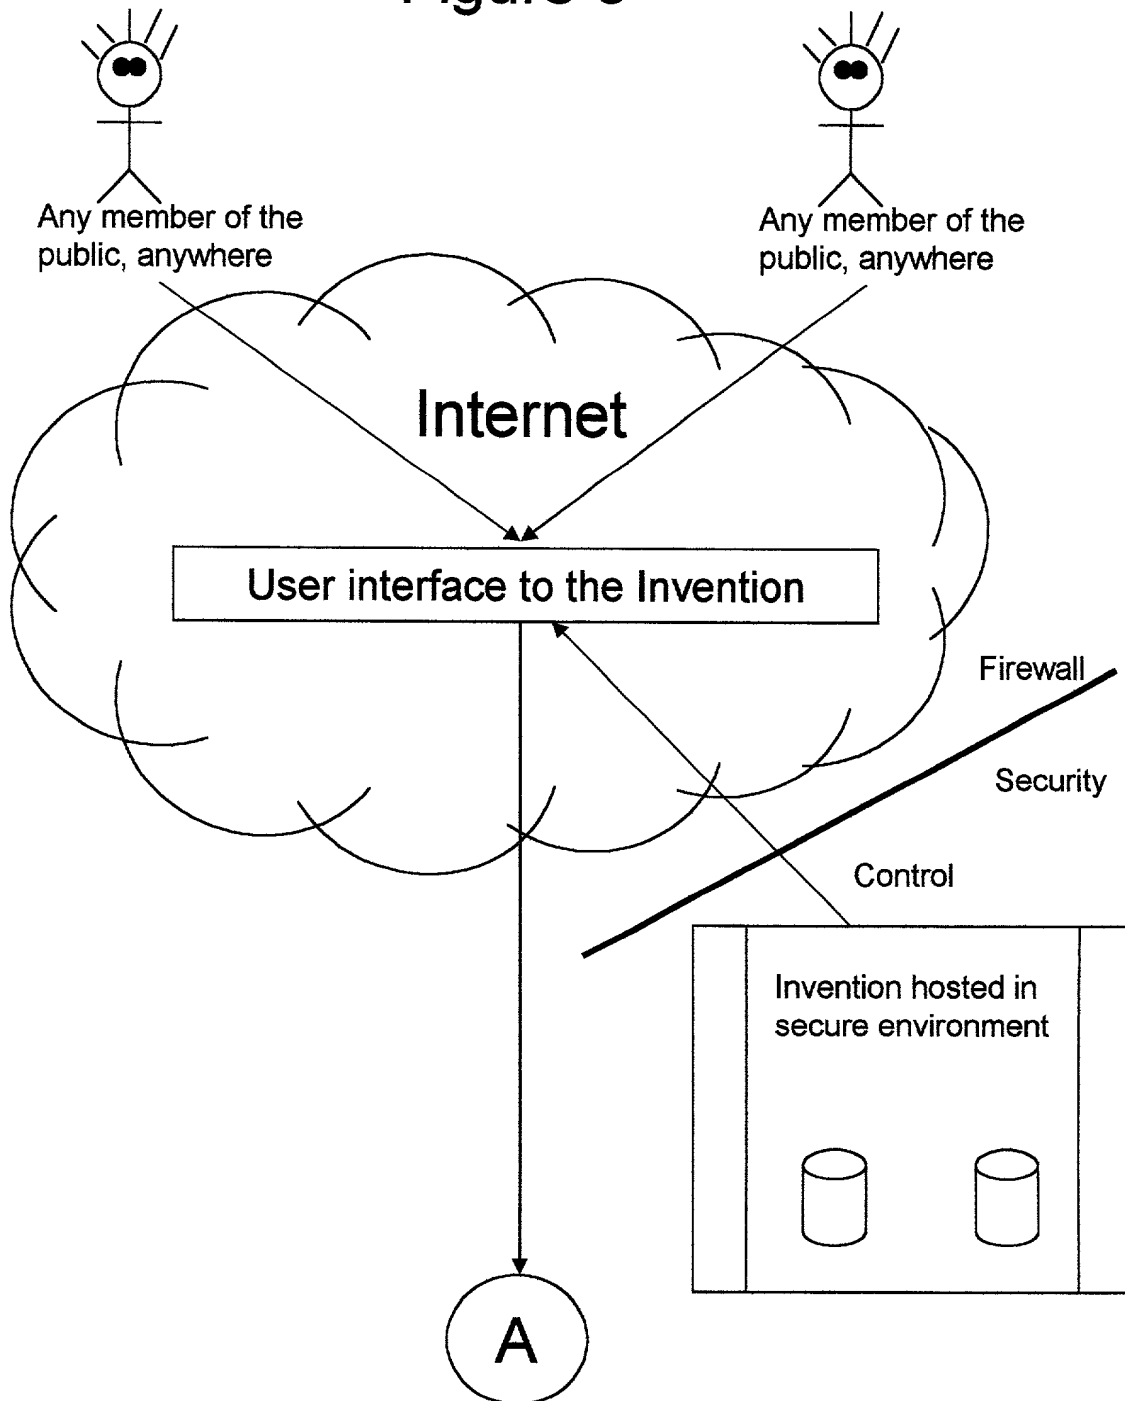 Any member of the
public, anywhere
Any member of the
public, anywhere
Internet
User interface to the Invention
Firewall
Security
Control
Invention hosted in
secure environment
A